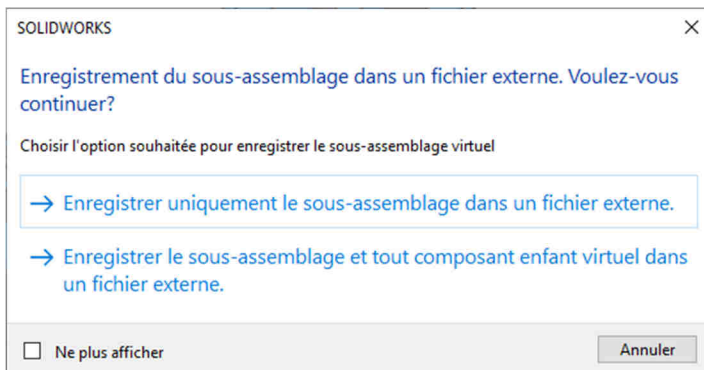 SOLIDWORKS
Enregistrement du sous-assemblage dans un fichier externe. Voulez-vous
continuer?
Choisir l'option souhaitée pour enregistrer le sous-assemblage virtuel
→ Enregistrer uniquement le sous-assemblage dans un fichier externe.
→ Enregistrer le sous-assemblage et tout composant enfant virtuel dans
un fichier externe.
Ne plus afficher
Annuler